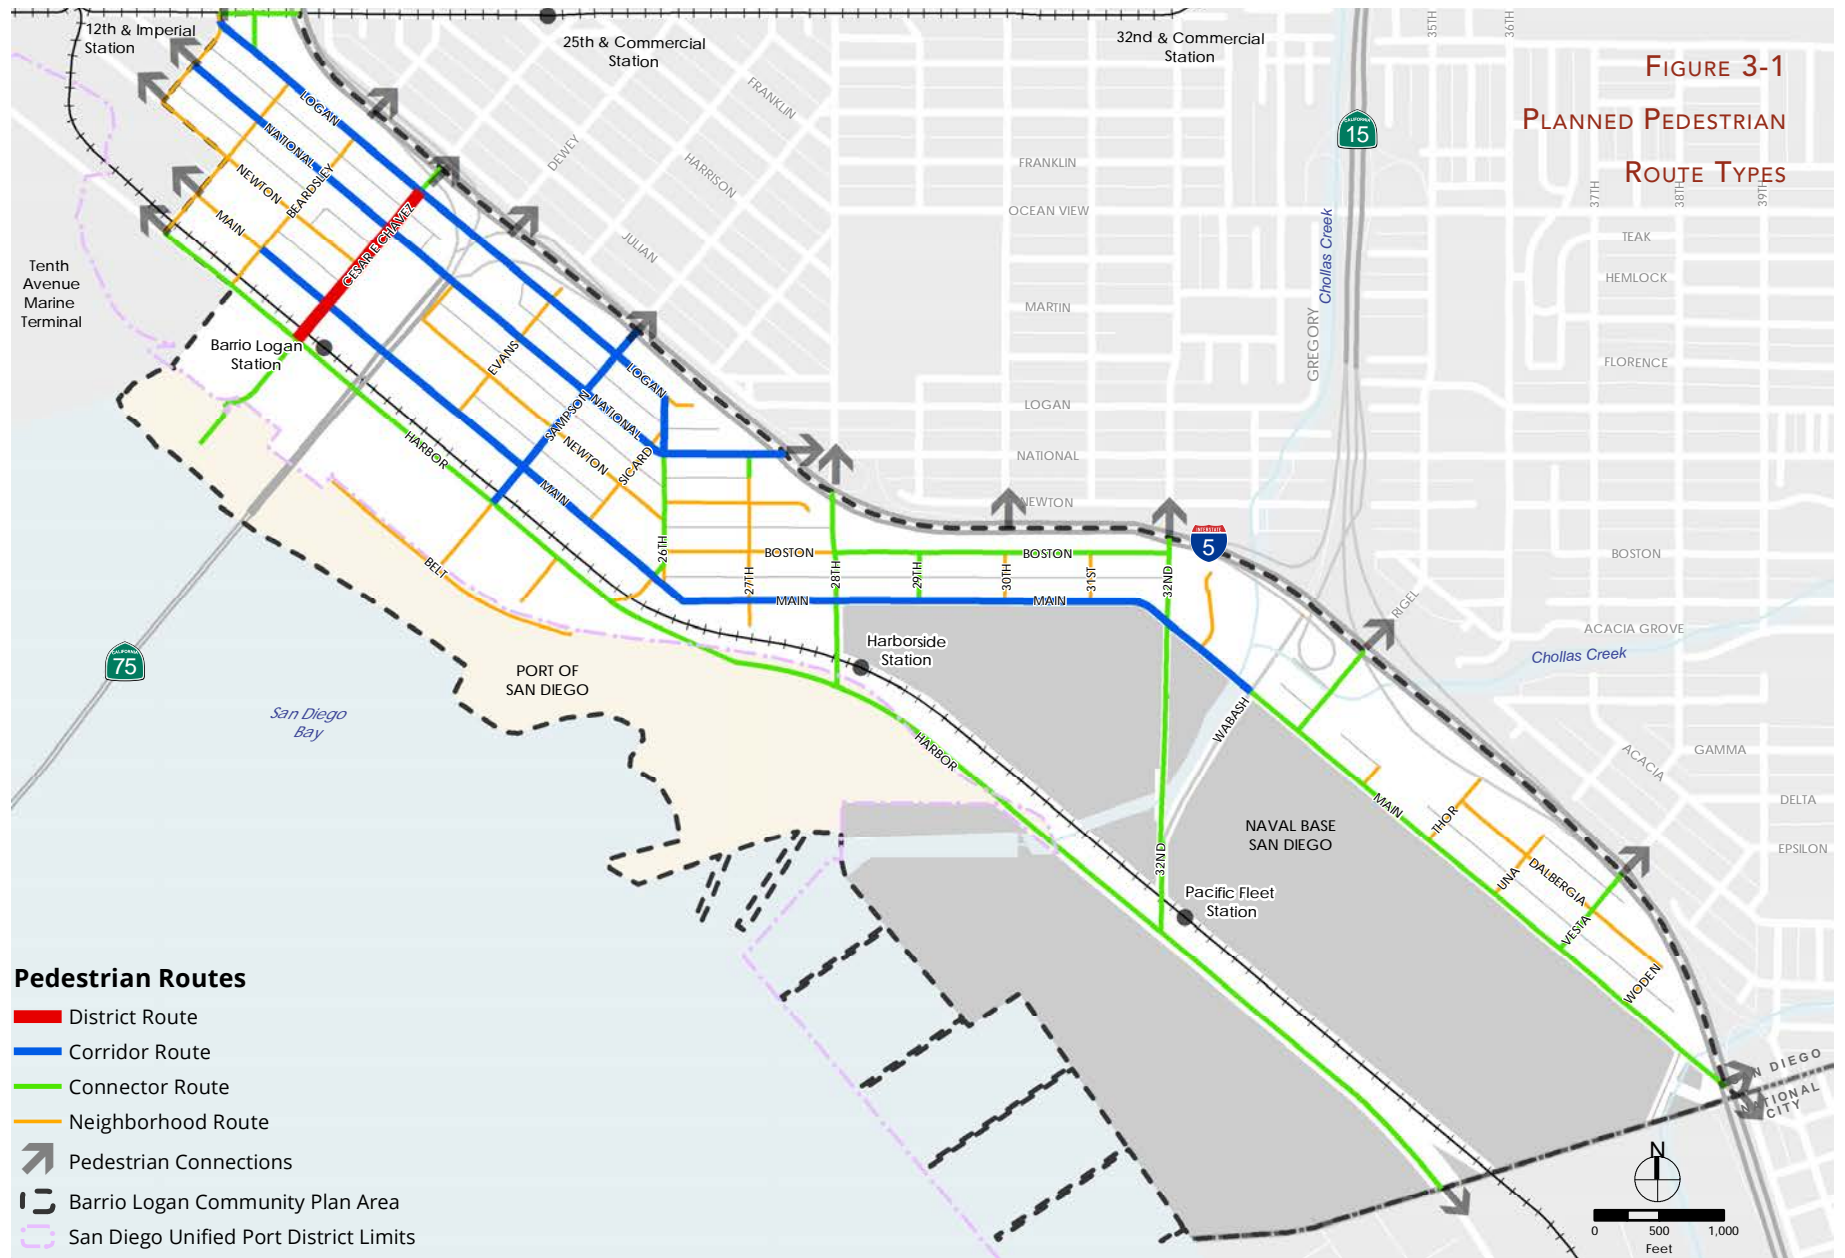 FIGURE 3-1
PLANNED PEDESTRIAN
ROUTE TYPES
12th & Imperial
Station
25th & Commercial
Station
32nd & Commercial
Station
35TH
36TH
CALIFORNIA
15
FRANKLIN
DEWEY
HARRISON
JULIAN
FRANKLIN
OCEAN VIEW
MARTIN
LOGAN
NATIONAL
NEWTON
GREGORY
Chollas Creek
37TH
38TH
39TH
TEAK
HEMLOCK
FLORENCE
BOSTON
ACACIA GROVE
Chollas Creek
RIGEL
ACACIA
GAMMA
DELTA
EPSILON
LOGAN
NATIONAL
NEWTON
BEARDSLEY
MAIN
CESAR E CHAVEZ
Tenth
Avenue
Marine
Terminal
Barrio Logan
Station
EVANS
LOGAN
SAMPSON
NATIONAL
NEWTON
SICARD
HARBOR
MAIN
BELT
26TH
27TH
BOSTON
28TH
29TH
BOSTON
30TH
31ST
32ND
INTERSTATE
5
MAIN
MAIN
Harborside
Station
CALIFORNIA
75
PORT OF
SAN DIEGO
San Diego
Bay
HARBOR
WABASH
32ND
NAVAL BASE
SAN DIEGO
MAIN
THOR
UNA
DALBERGIA
VESTA
WODEN
Pacific Fleet
Station
SAN DIEGO
NATIONAL
CITY
Pedestrian Routes
District Route
Corridor Route
Connector Route
Neighborhood Route
Pedestrian Connections
Barrio Logan Community Plan Area
San Diego Unified Port District Limits
N
0 500 1,000
Feet